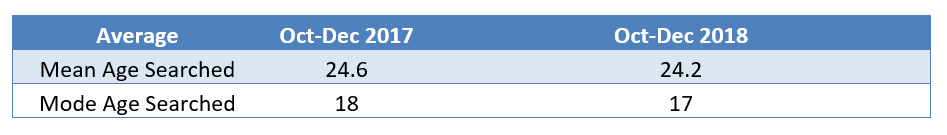 Average Oct-Dec 2017 Oct-Dec 2018
Mean Age Searched 24.6 24.2
Mode Age Searched 18 17